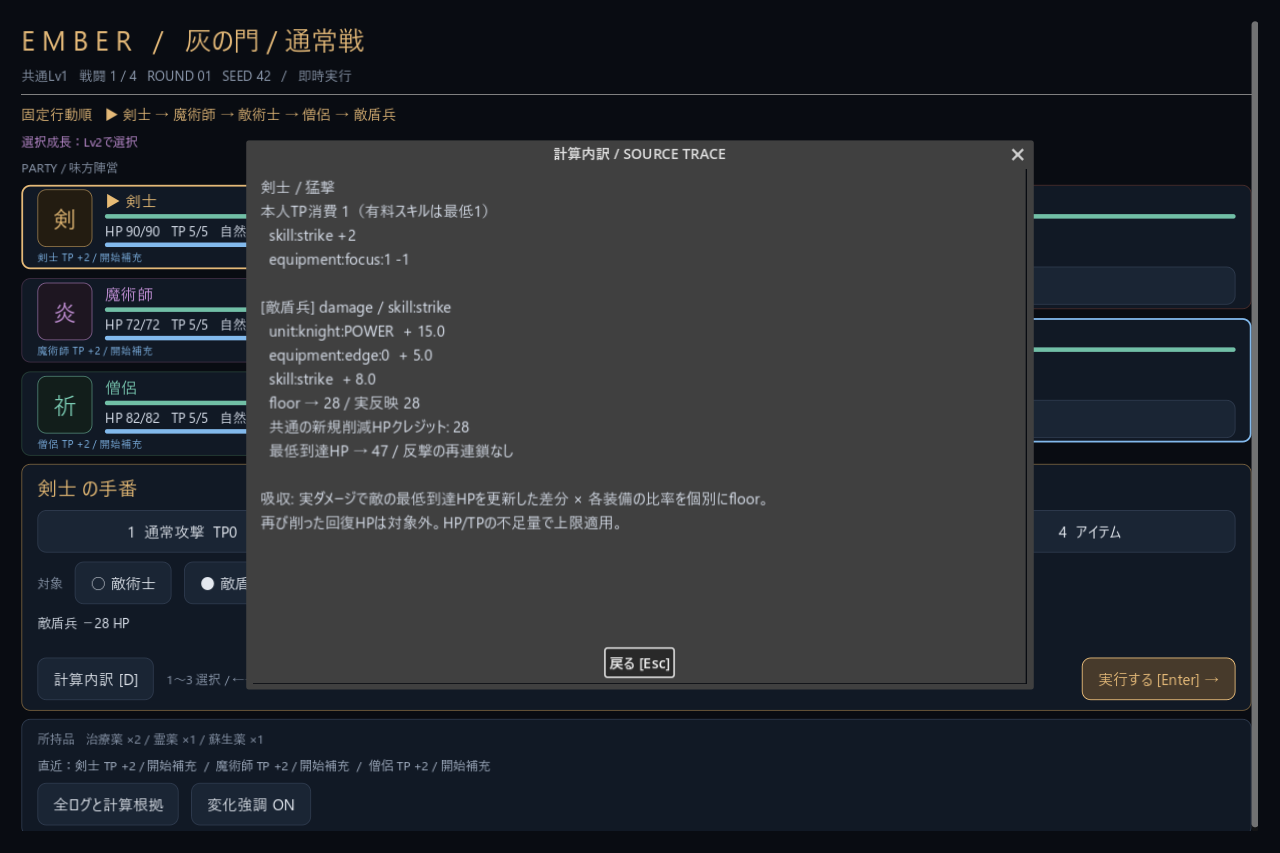 EMBER / 灰の門 / 通常戦
共通Lv1 戦闘 1 / 4 ROUND 01 SEED 42 / 即時実行
固定行動順 ▶ 剣士 → 魔術師 → 敵術士 → 僧侶 → 敵盾兵
選択成長：Lv2で選択
PARTY / 味方陣営
剣
▶ 剣士
HP 90/90 TP 5/5 自然
剣士 TP +2 / 開始補充
炎
魔術師
HP 72/72 TP 5/5 自然
魔術師 TP +2 / 開始補充
祈
僧侶
HP 82/82 TP 5/5 自然
僧侶 TP +2 / 開始補充
計算内訳 / SOURCE TRACE
剣士 / 猛撃
本人TP消費 1（有料スキルは最低1）
skill:strike +2
equipment:focus:1 -1
[敵盾兵] damage / skill:strike
unit:knight:POWER + 15.0
equipment:edge:0 + 5.0
skill:strike + 8.0
floor → 28 / 実反映 28
共通の新規削減HPクレジット: 28
最低到達HP → 47 / 反撃の再連鎖なし
吸収: 実ダメージで敵の最低到達HPを更新した差分 × 各装備の比率を個別にfloor。
再び削った回復HPは対象外。HP/TPの不足量で上限適用。
戻る [Esc]
剣士 の手番
1 通常攻撃 TP0
4 アイテム
対象 ○ 敵術士 ● 敵盾
敵盾兵 −28 HP
計算内訳 [D] 1〜3 選択 / ←
実行する [Enter] →
所持品 治療薬 ×2 / 霊薬 ×1 / 蘇生薬 ×1
直近：剣士 TP +2 / 開始補充 / 魔術師 TP +2 / 開始補充 / 僧侶 TP +2 / 開始補充
全ログと計算根拠 変化強調 ON